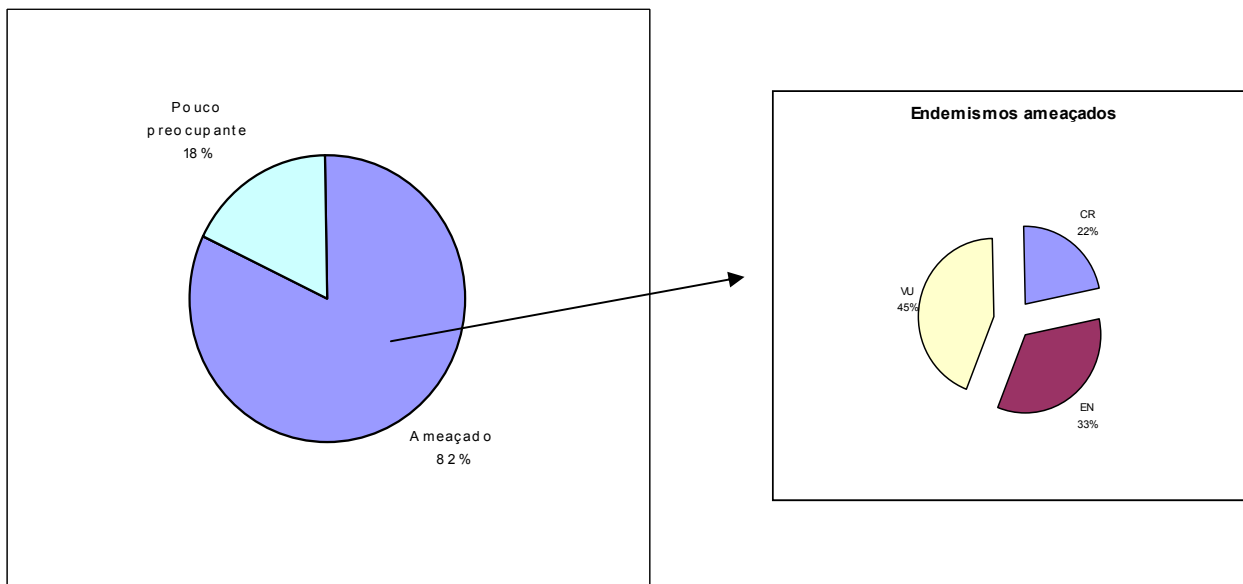 Pouco
preocupante
18%
Ameaçado
82%
Endemismos ameaçados
CR
22%
VU
45%
EN
33%